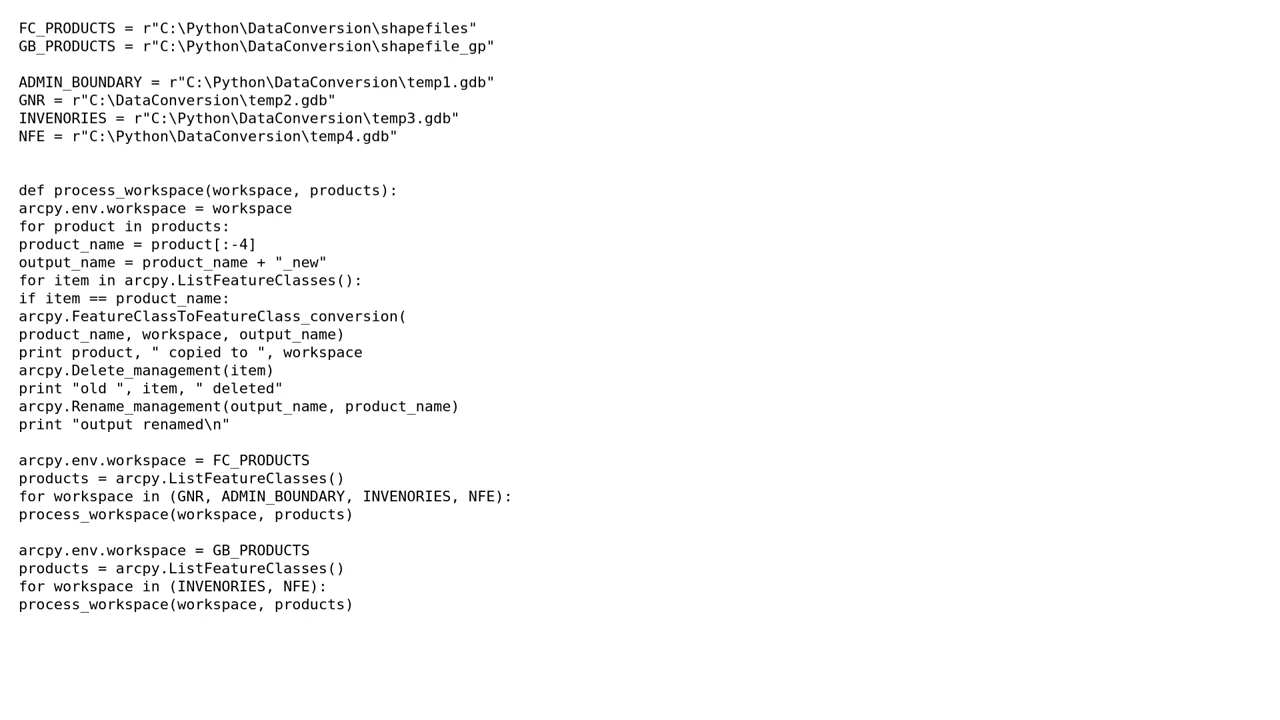 FC_PRODUCTS = r"C:\Python\DataConversion\shapefiles"
GB_PRODUCTS = r"C:\Python\DataConversion\shapefile_gp"

ADMIN_BOUNDARY = r"C:\Python\DataConversion\temp1.gdb"
GNR = r"C:\DataConversion\temp2.gdb"
INVENORIES = r"C:\Python\DataConversion\temp3.gdb"
NFE = r"C:\Python\DataConversion\temp4.gdb"

def process_workspace(workspace, products):
arcpy.env.workspace = workspace
for product in products:
product_name = product[:-4]
output_name = product_name + "_new"
for item in arcpy.ListFeatureClasses():
if item == product_name:
arcpy.FeatureClassToFeatureClass_conversion(
product_name, workspace, output_name)
print product, " copied to ", workspace
arcpy.Delete_management(item)
print "old ", item, " deleted"
arcpy.Rename_management(output_name, product_name)
print "output renamed\n"

arcpy.env.workspace = FC_PRODUCTS
products = arcpy.ListFeatureClasses()
for workspace in (GNR, ADMIN_BOUNDARY, INVENORIES, NFE):
process_workspace(workspace, products)

arcpy.env.workspace = GB_PRODUCTS
products = arcpy.ListFeatureClasses()
for workspace in (INVENORIES, NFE):
process_workspace(workspace, products)